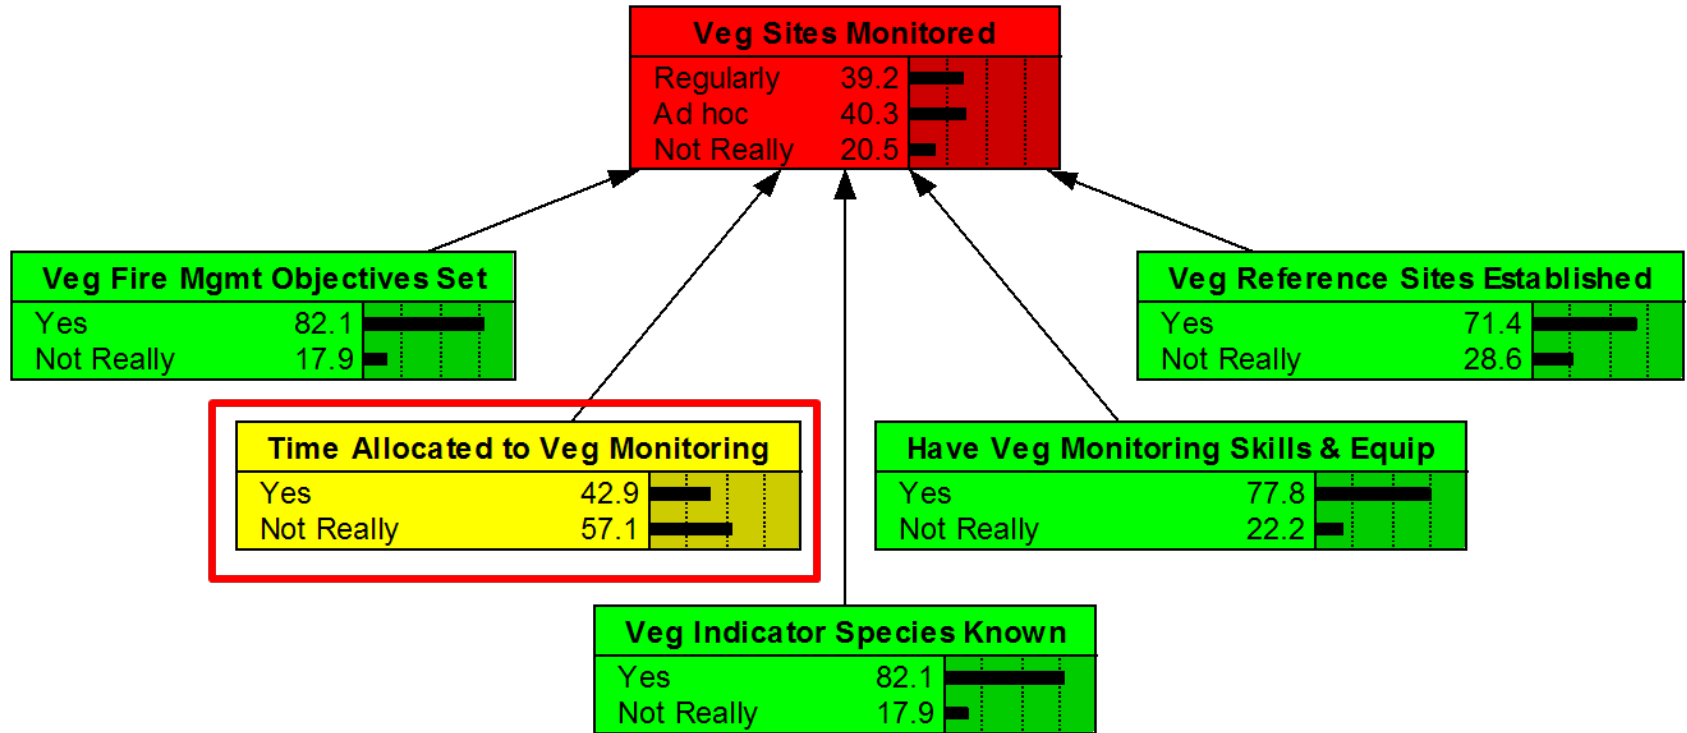 Veg Sites Monitored
Regularly 39.2
Ad hoc 40.3
Not Really 20.5
Veg Fire Mgmt Objectives Set
Yes 82.1
Not Really 17.9
Veg Reference Sites Established
Yes 71.4
Not Really 28.6
Time Allocated to Veg Monitoring
Yes 42.9
Not Really 57.1
Have Veg Monitoring Skills & Equip
Yes 77.8
Not Really 22.2
Veg Indicator Species Known
Yes 82.1
Not Really 17.9